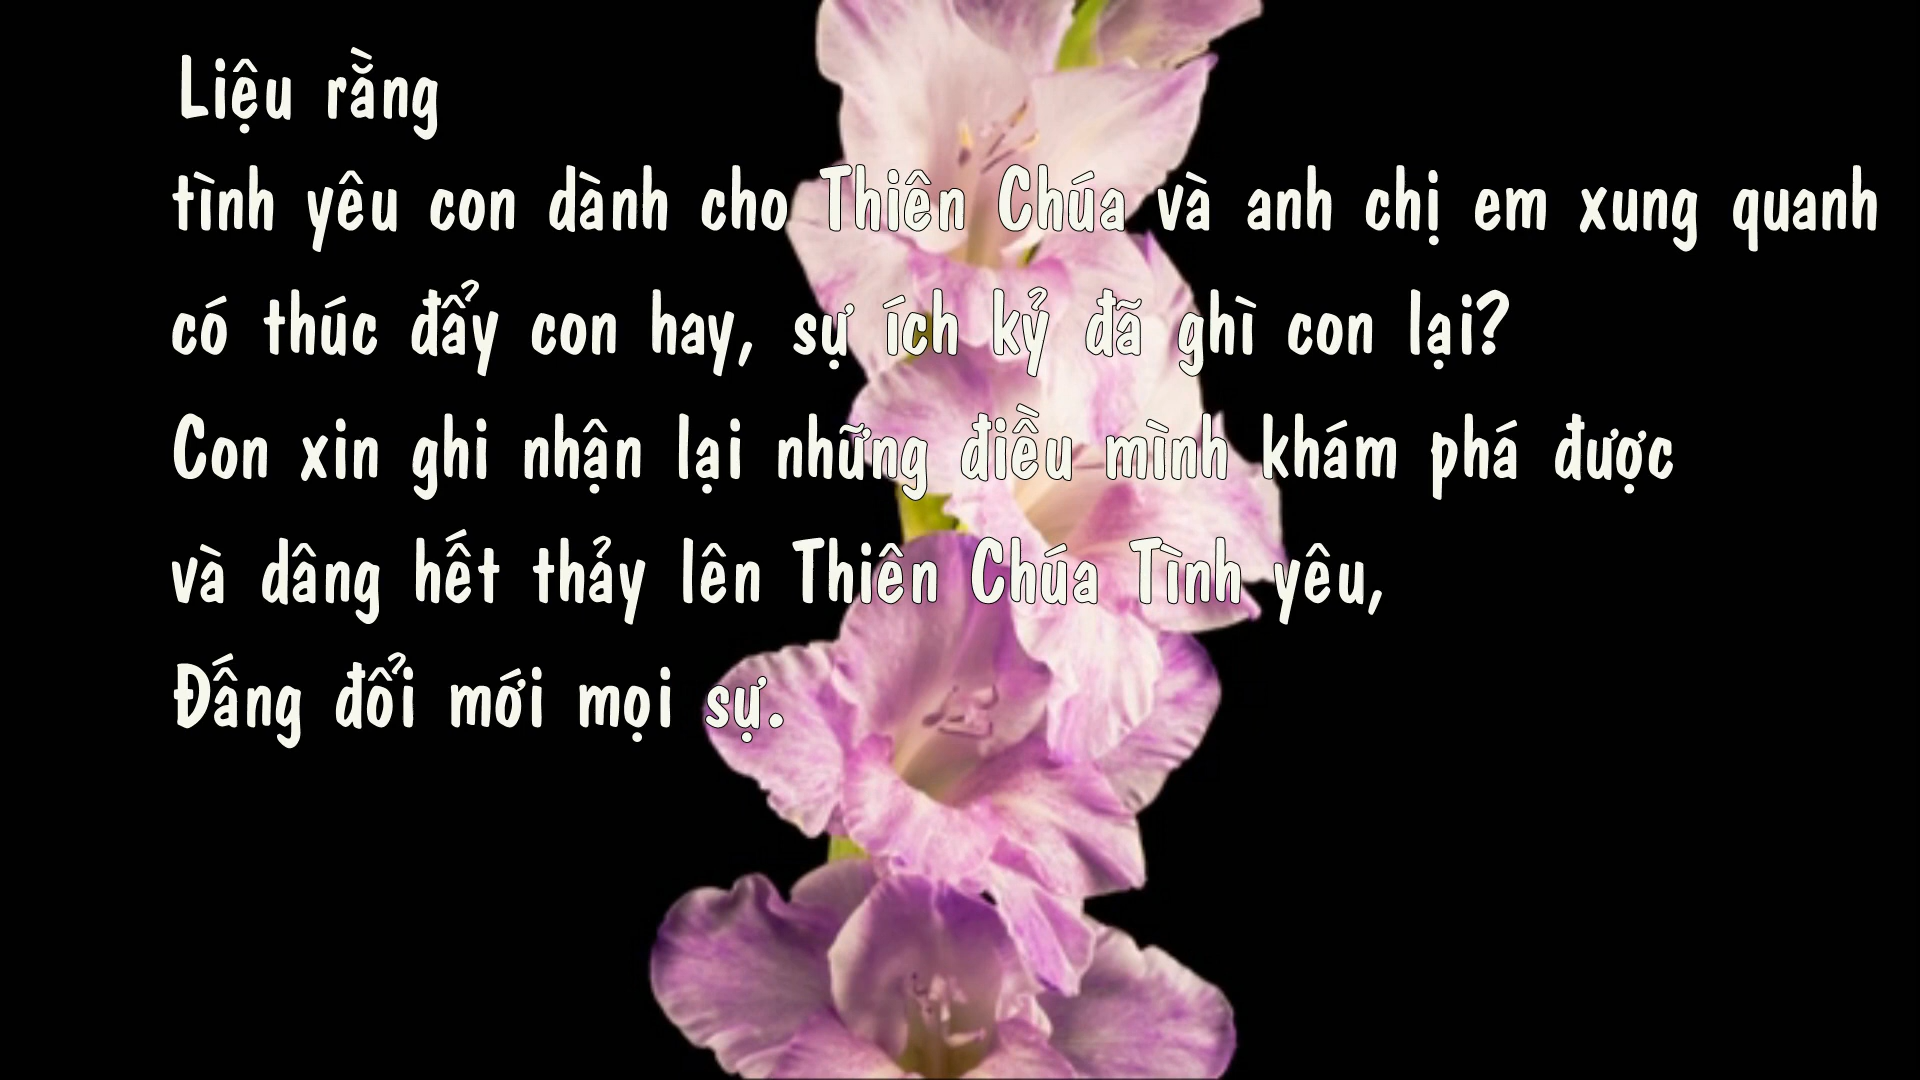 Liệu rằng
tình yêu con dành cho Thiên Chúa và anh chị em xung quanh
có thúc đẩy con hay, sự ích kỷ đã ghì con lại?
Con xin ghi nhận lại những điều mình khám phá được
và dâng hết thảy lên Thiên Chúa Tình yêu,
Đấng đổi mới mọi sự.